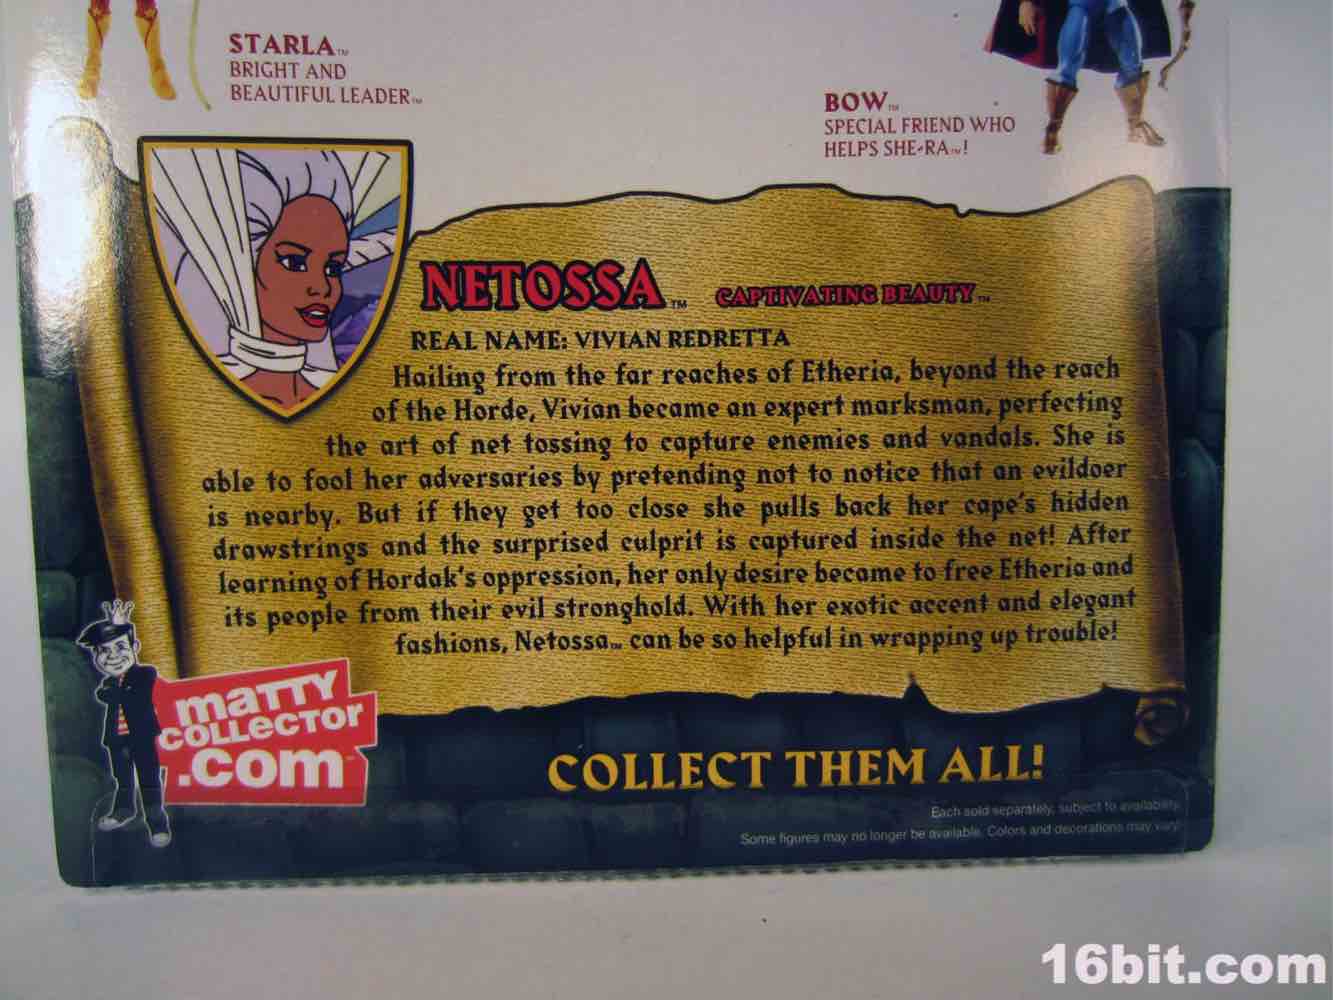 STARLA™
BRIGHT AND
BEAUTIFUL LEADER™
BOW™
SPECIAL FRIEND WHO
HELPS SHE-RA™!
NETOSSA™ CAPTIVATING BEAUTY™
REAL NAME: VIVIAN REDRETTA
Hailing from the far reaches of Etheria, beyond the reach
of the Horde, Vivian became an expert marksman, perfecting
the art of net tossing to capture enemies and vandals. She is
able to fool her adversaries by pretending not to notice that an evildoer
is nearby. But if they get too close she pulls back her cape's hidden
drawstrings and the surprised culprit is captured inside the net! After
learning of Hordak's oppression, her only desire became to free Etheria and
its people from their evil stronghold. With her exotic accent and elegant
fashions, Netossa™ can be so helpful in wrapping up trouble!
maTTY
COLLecTor
.com
COLLECT THEM ALL!
Each sold separately, subject to availability.
Some figures may no longer be available. Colors and decorations may vary.
16bit.com